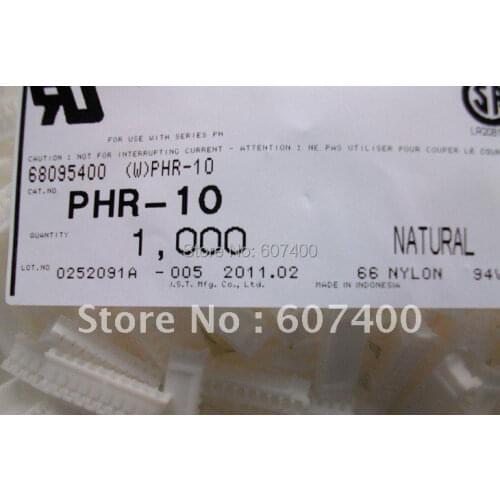 FOR USE WITH SERIES PH
LR20812
CAUTION : NOT FOR INTERRUPTING CURRENT - ATTENTION : NE PAS UTILISER POUR COUPER LE COUR
68095400 (W)PHR-10
CAT.NO.
PHR-10
QUANTITY
1,000
NATURAL
Store No: 607400
LOT.NO 0252091A -005 2011.02 66 NYLON 94V
J.S.T. Mfg. Co., Ltd. MADE IN INDONESIA
Store No : 607400